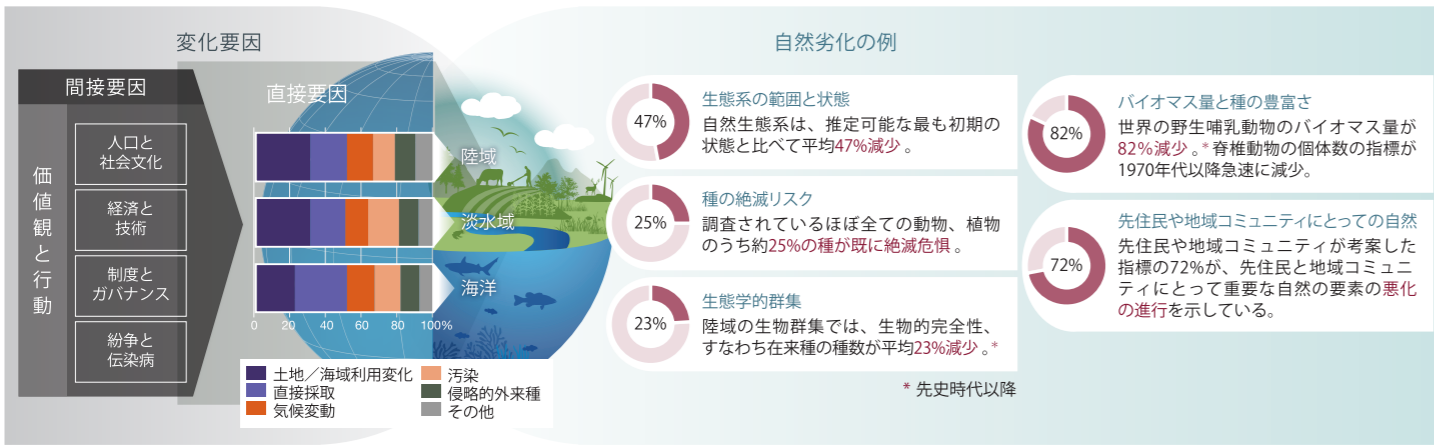 変化要因
間接要因
価値観と行動
人口と
社会文化
経済と
技術
制度と
ガバナンス
紛争と
伝染病
直接要因
陸域
淡水域
海洋
0 20 40 60 80 100%
土地／海域利用変化
直接採取
気候変動
汚染
侵略的外来種
その他
自然劣化の例
47%
生態系の範囲と状態
自然生態系は、推定可能な最も初期の
状態と比べて平均47%減少。
25%
種の絶滅リスク
調査されているほぼ全ての動物、植物
のうち約25%の種が既に絶滅危惧。
23%
生態学的群集
陸域の生物群集では、生物的完全性、
すなわち在来種の種数が平均23%減少。*
82%
バイオマス量と種の豊富さ
世界の野生哺乳動物のバイオマス量が
82%減少。* 脊椎動物の個体数の指標が
1970年代以降急速に減少。
72%
先住民や地域コミュニティにとっての自然
先住民や地域コミュニティが考案した
指標の72%が、先住民と地域コミュニ
ティにとって重要な自然の要素の悪化
の進行を示している。
* 先史時代以降